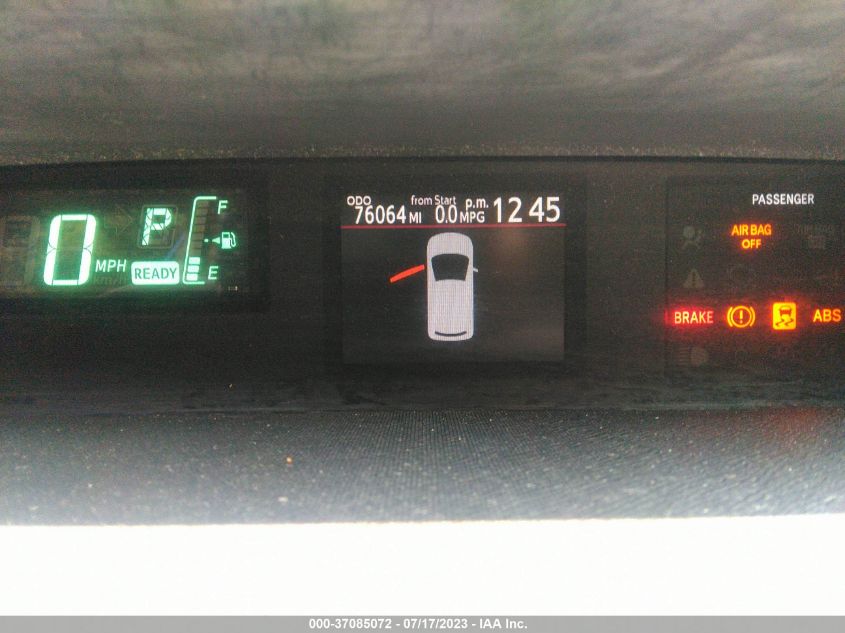 0 MPH
P
READY
F
E
ODO
76064 MI
from Start
0.0 MPG
p.m.
12 45
PASSENGER
AIR BAG
OFF
BRAKE
ABS
000-37085072 - 07/17/2023 - IAA Inc.